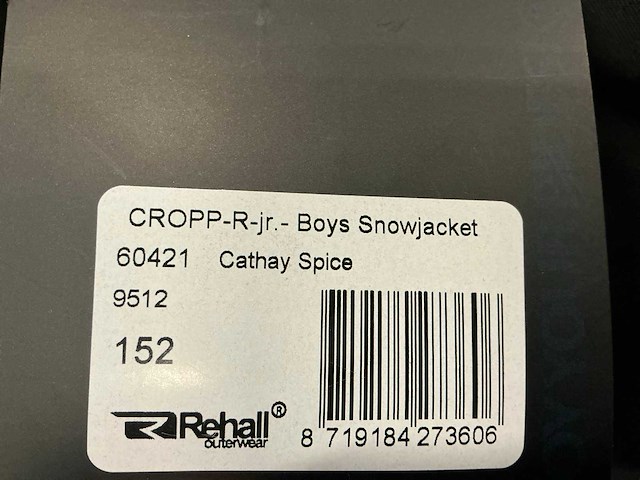 CROPP-R-jr.- Boys Snowjacket
60421 Cathay Spice
9512
152
Rehall®
outerwear
8 719184 273606